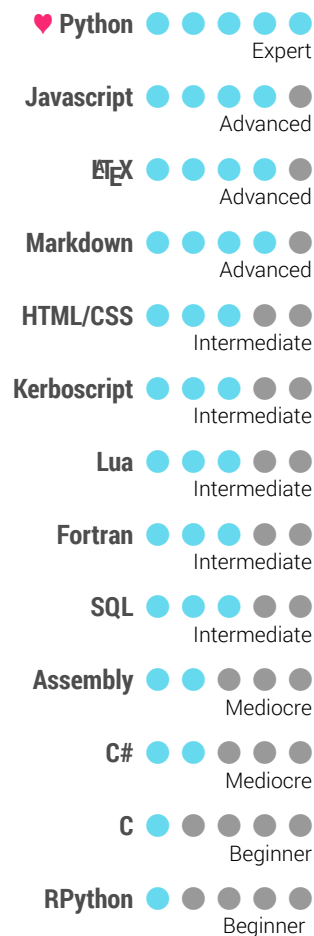 ♥ Python
Expert
Javascript
Advanced
LATEX
Advanced
Markdown
Advanced
HTML/CSS
Intermediate
Kerboscript
Intermediate
Lua
Intermediate
Fortran
Intermediate
SQL
Intermediate
Assembly
Mediocre
C#
Mediocre
C
Beginner
RPython
Beginner